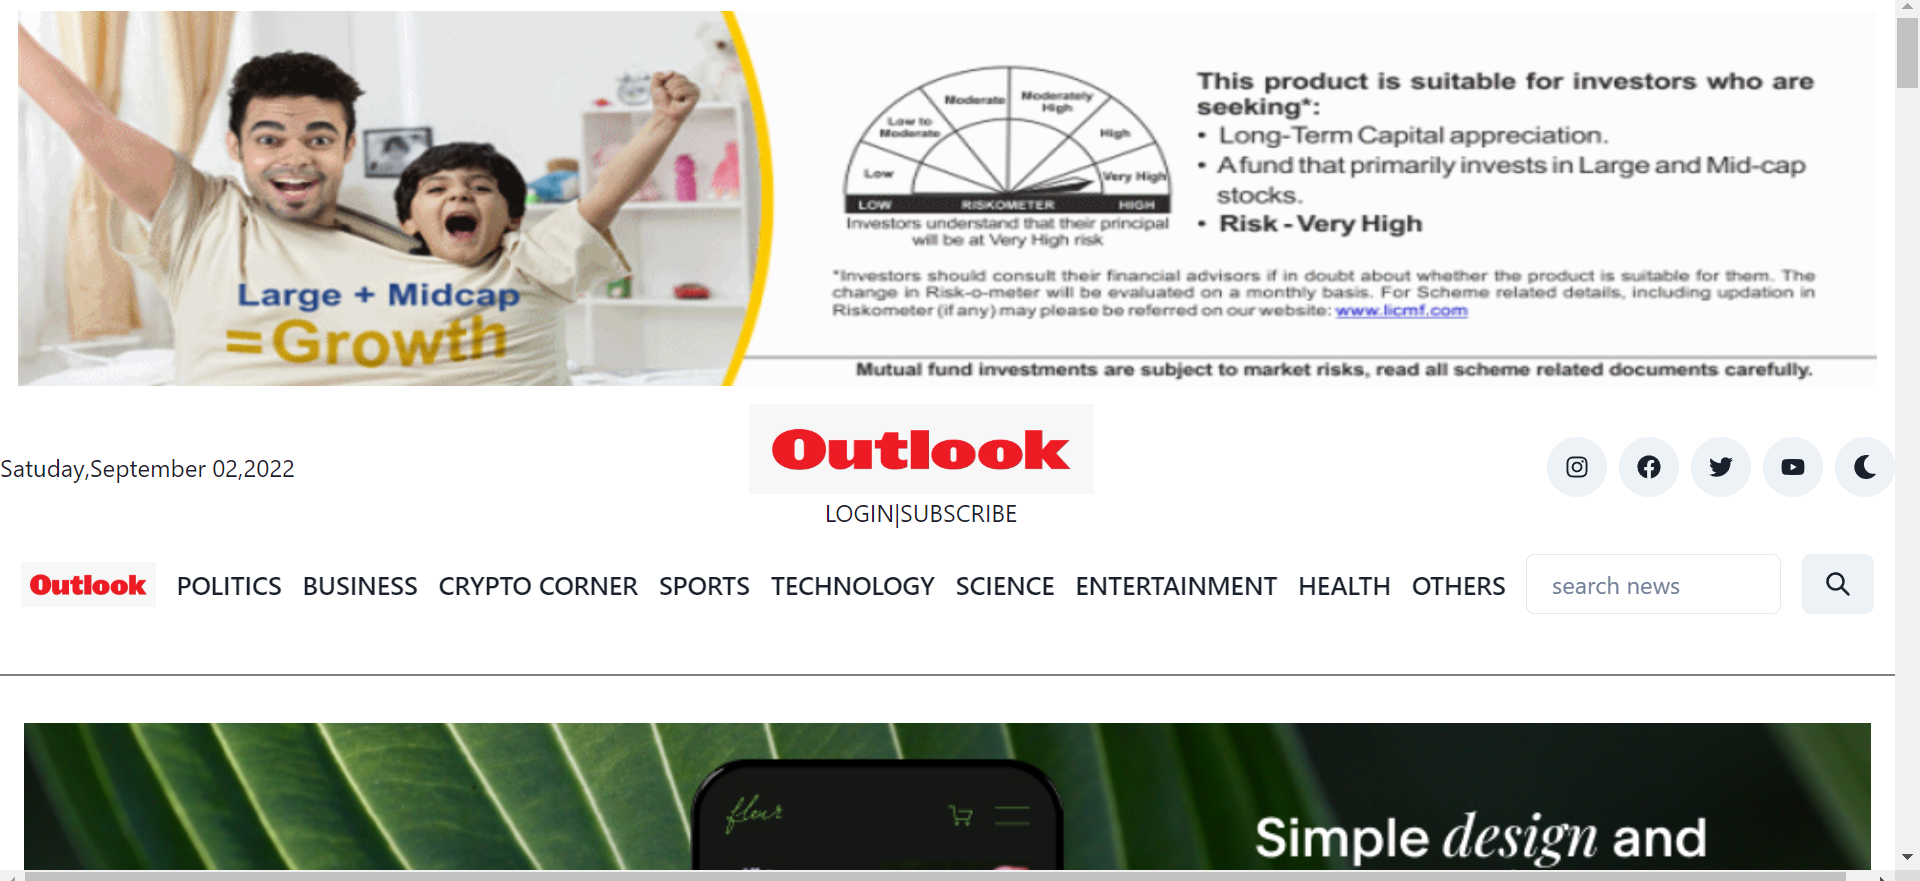 Large + Midcap
=Growth
Low
Low to
Moderate
Moderate
Moderately
High
High
Very High
LOW RISKOMETER HIGH
Investors understand that their principal
will be at Very High risk
This product is suitable for investors who are
seeking*:
• Long-Term Capital appreciation.
• A fund that primarily invests in Large and Mid-cap
stocks.
• Risk - Very High
*Investors should consult their financial advisors if in doubt about whether the product is suitable for them. The
change in Risk-o-meter will be evaluated on a monthly basis. For Scheme related details, including updation in
Riskometer (if any) may please be referred on our website: www.licmf.com
Mutual fund investments are subject to market risks, read all scheme related documents carefully.
Satuday,September 02,2022
Outlook
LOGIN|SUBSCRIBE
Outlook POLITICS BUSINESS CRYPTO CORNER SPORTS TECHNOLOGY SCIENCE ENTERTAINMENT HEALTH OTHERS search news
fleur
Simple design and